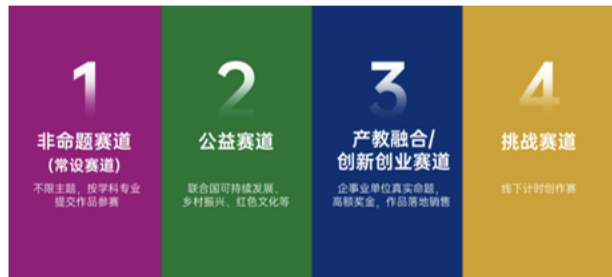 1
非命题赛道
(常设赛道)
不限主题，按学科专业
提交作品参赛
2
公益赛道
联合国可持续发展、
乡村振兴、红色文化等
3
产教融合/
创新创业赛道
企事业单位真实命题，
高额奖金，作品落地销售
4
挑战赛道
线下计时创作赛